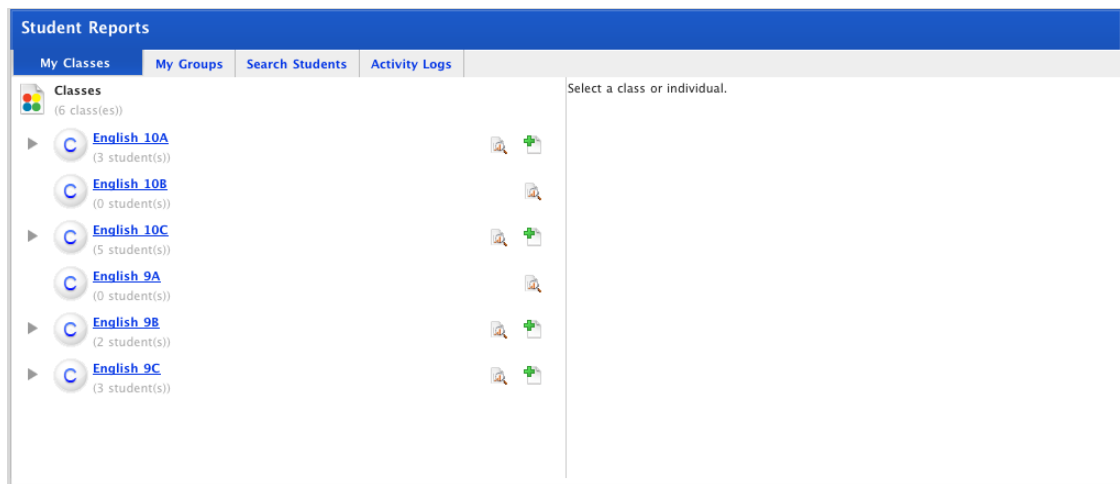 Student Reports
My Classes My Groups Search Students Activity Logs
Classes
(6 class(es))
English 10A
(3 student(s))
English 10B
(0 student(s))
English 10C
(5 student(s))
English 9A
(0 student(s))
English 9B
(2 student(s))
English 9C
(3 student(s))
Select a class or individual.